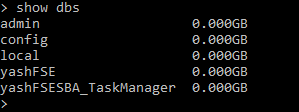 > show dbs
admin                0.000GB
config               0.000GB
local                0.000GB
yashFSE              0.000GB
yashFSESBA_TaskManager  0.000GB
>